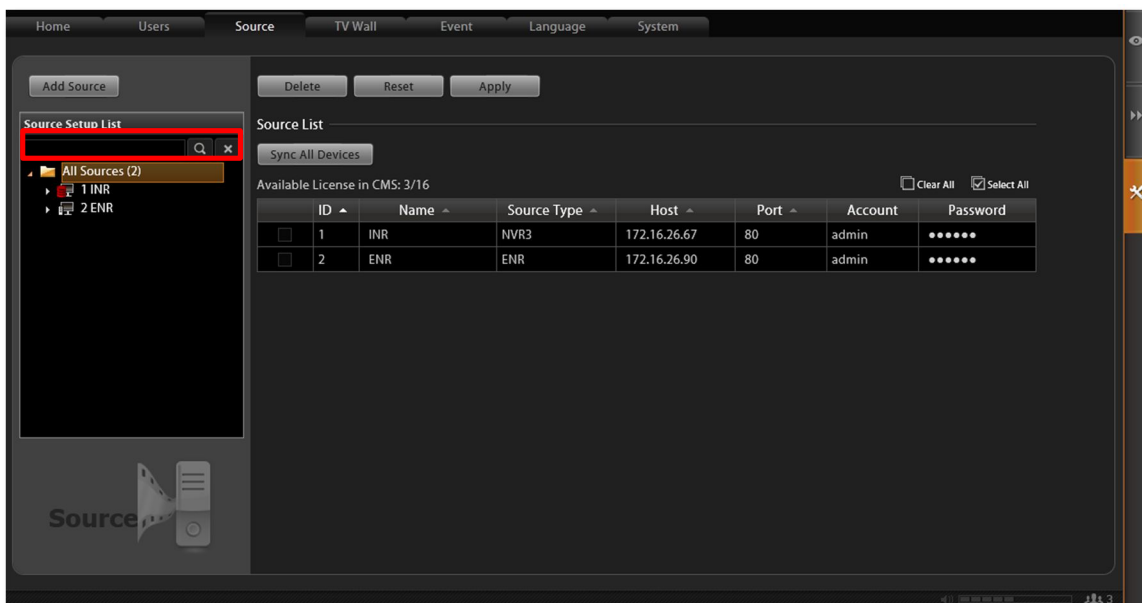 Home Users Source TV Wall Event Language System
Add Source Delete Reset Apply
Source Setup List
All Sources (2)
1 INR
2 ENR
Source
Source List
Sync All Devices
Available License in CMS: 3/16 Clear All Select All
ID Name Source Type Host Port Account Password
1 INR NVR3 172.16.26.67 80 admin ●●●●●●
2 ENR ENR 172.16.26.90 80 admin ●●●●●●
3